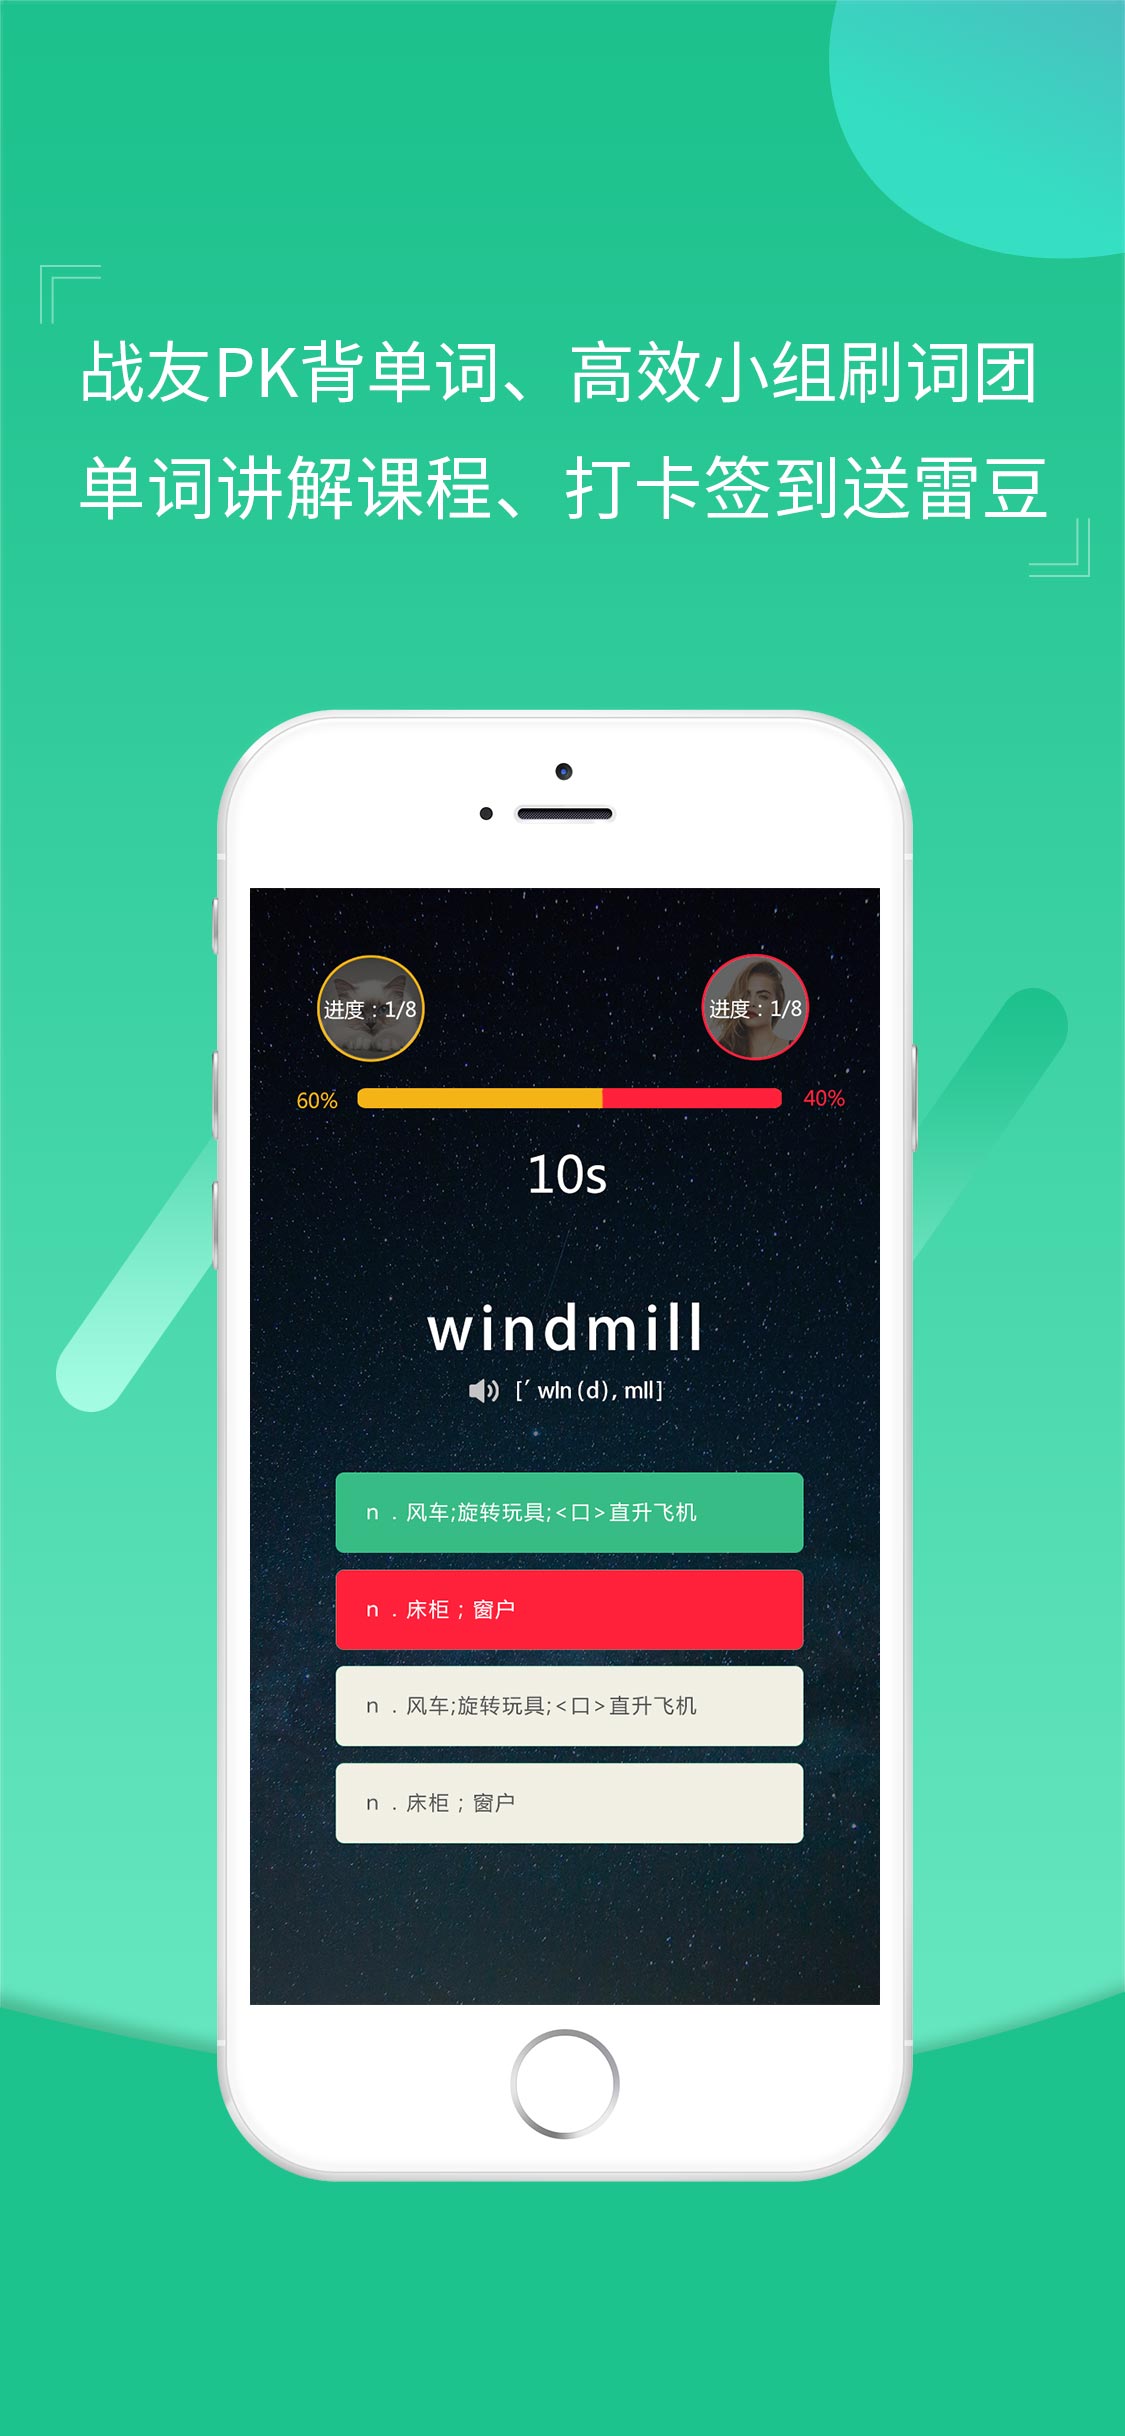 战友PK背单词、高效小组刷词团
单词讲解课程、打卡签到送雷豆
进度：1/8
进度：1/8
60%
40%
10s
windmill
[′wIn(d),mIl]
n．风车;旋转玩具;<口>直升飞机
n．床柜；窗户
n．风车;旋转玩具;<口>直升飞机
n．床柜；窗户